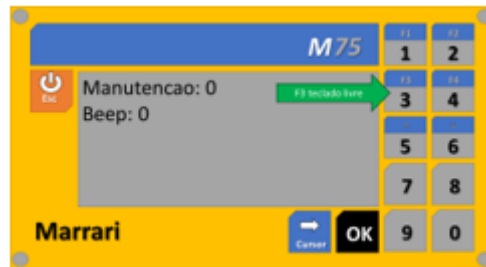 M75
F1 F2
1 2
Esc
Manutencao: 0
F3 teclado livre
F3 F4
3 4
Beep: 0
5 6
7 8
Marrari
Cursor
OK
9 0